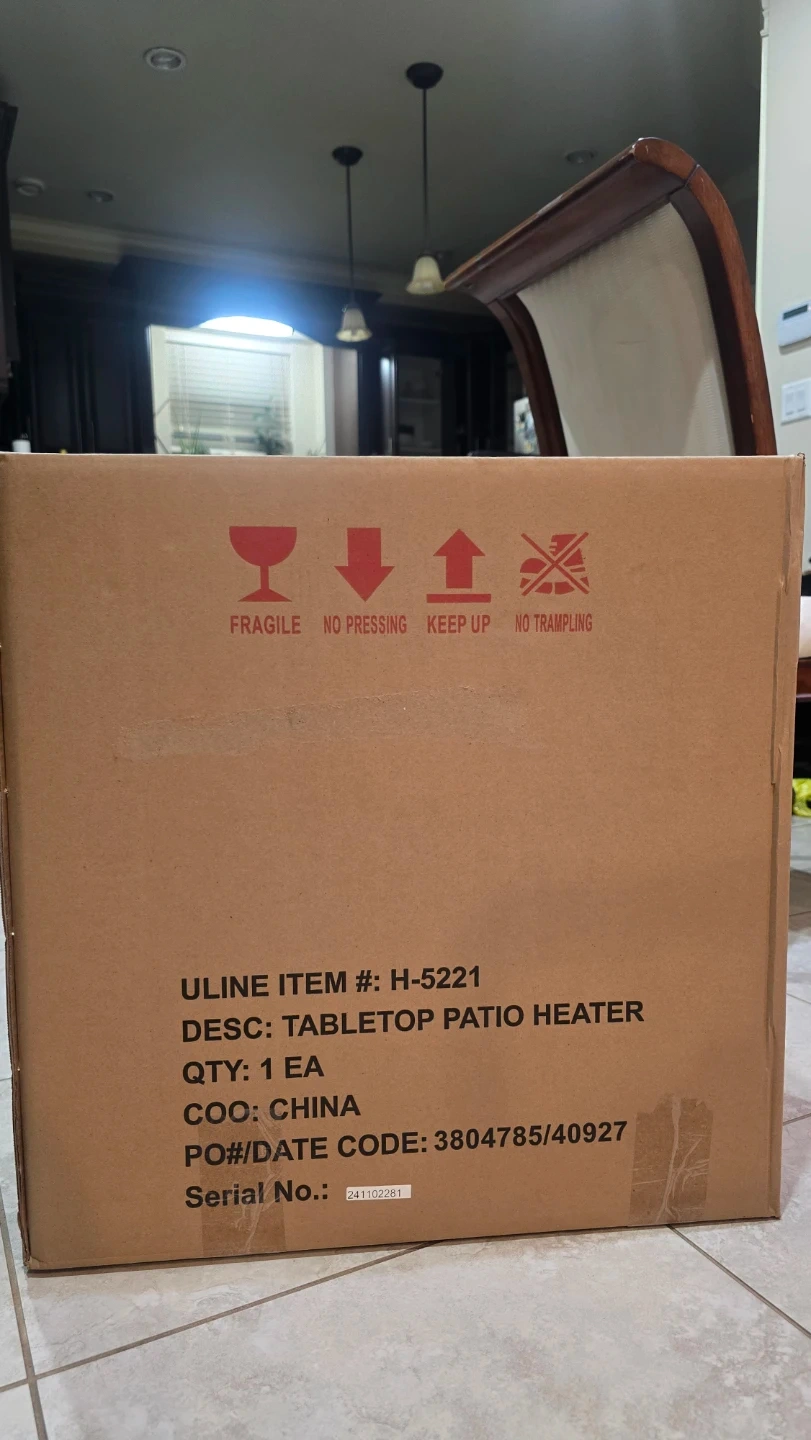 FRAGILE NO PRESSING KEEP UP NO TRAMPLING
ULINE ITEM #: H-5221
DESC: TABLETOP PATIO HEATER
QTY: 1 EA
COO: CHINA
PO#/DATE CODE: 3804785/40927
Serial No.: 241102281